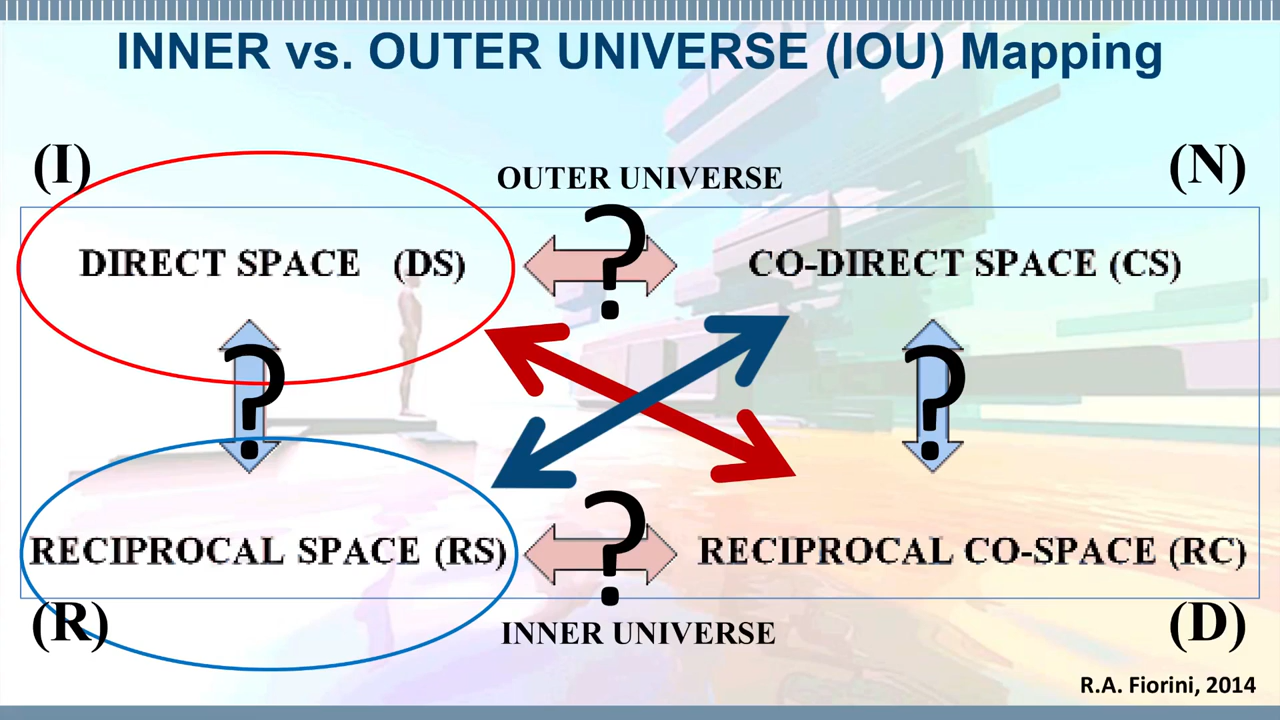 INNER vs. OUTER UNIVERSE (IOU) Mapping
(I)
(N)
OUTER UNIVERSE
?
DIRECT SPACE (DS)
CO-DIRECT SPACE (CS)
?
?
?
RECIPROCAL SPACE (RS)
RECIPROCAL CO-SPACE (RC)
(R)
INNER UNIVERSE
(D)
R.A. Fiorini, 2014